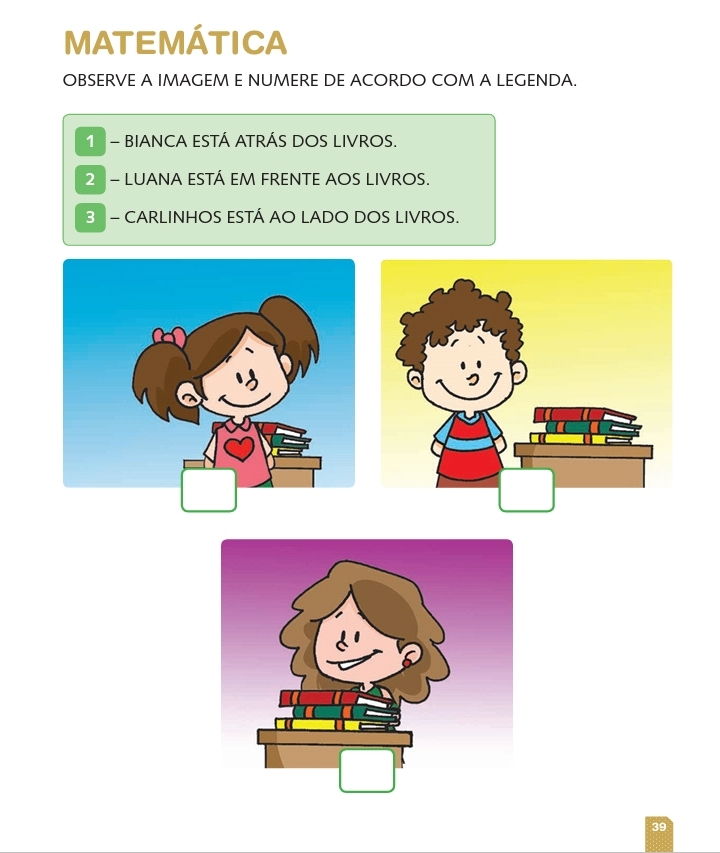 MATEMÁTICA
OBSERVE A IMAGEM E NUMERE DE ACORDO COM A LEGENDA.
1 – BIANCA ESTÁ ATRÁS DOS LIVROS.
2 – LUANA ESTÁ EM FRENTE AOS LIVROS.
3 – CARLINHOS ESTÁ AO LADO DOS LIVROS.
39